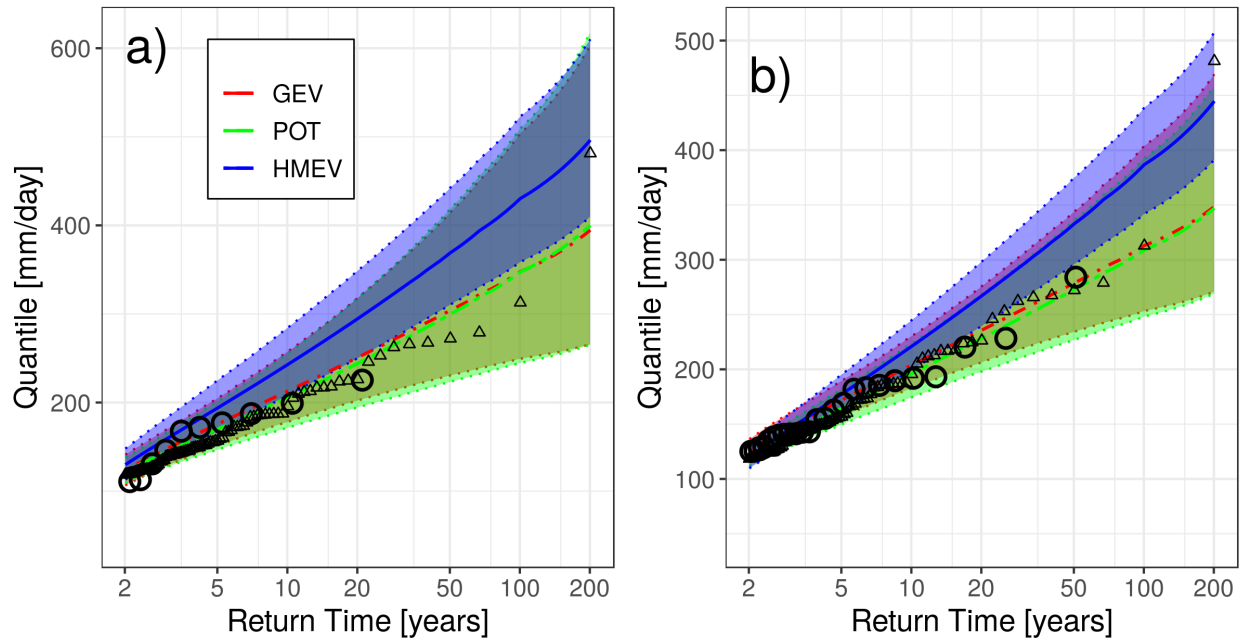 a)
GEV
POT
HMEV
600
400
200
Quantile [mm/day]
2 5 10 20 50 100 200
Return Time [years]
b)
500
400
300
200
100
Quantile [mm/day]
2 5 10 20 50 100 200
Return Time [years]